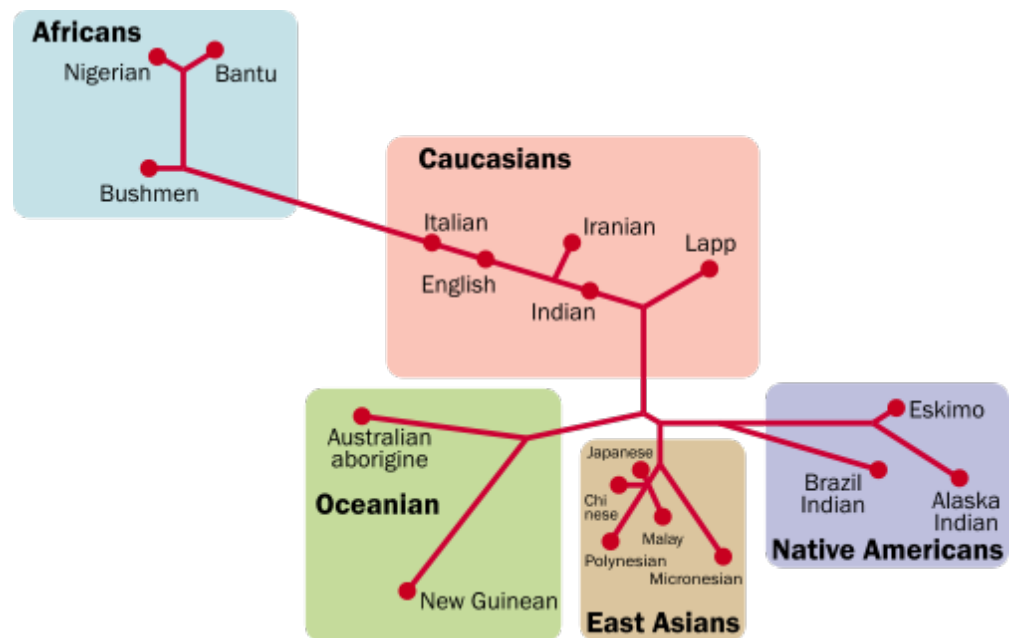 Africans
Nigerian
Bantu
Bushmen
Caucasians
Italian
Iranian
Lapp
English
Indian
Australian
aborigine
Oceanian
New Guinean
Japanese
Chi
nese
Malay
Polynesian
Micronesian
East Asians
Eskimo
Brazil
Indian
Alaska
Indian
Native Americans